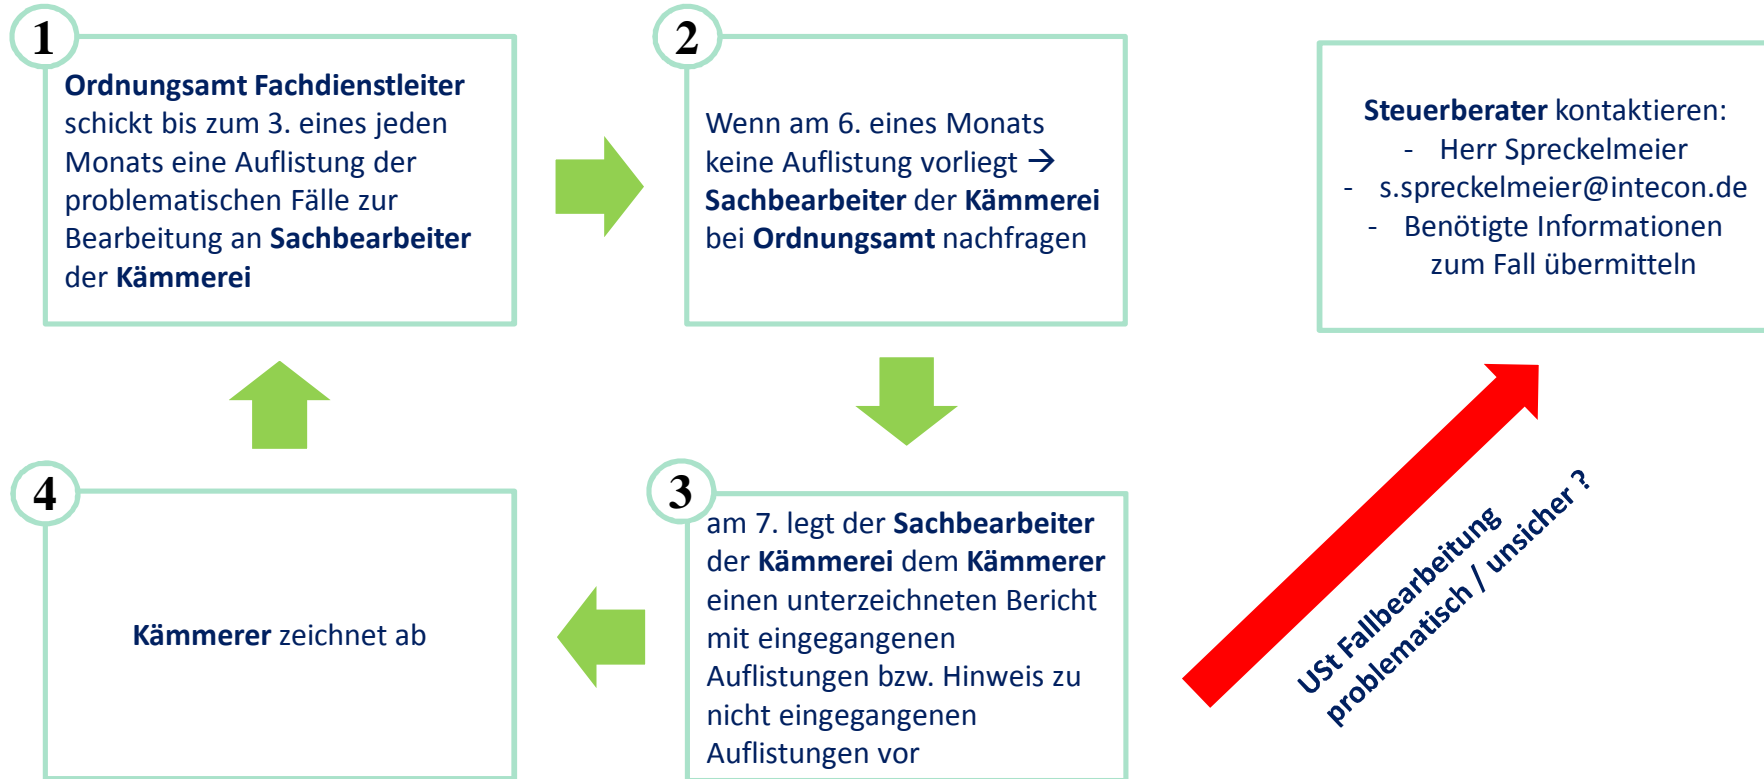 1
Ordnungsamt Fachdienstleiter
schickt bis zum 3. eines jeden
Monats eine Auflistung der
problematischen Fälle zur
Bearbeitung an Sachbearbeiter
der Kämmerei
2
Wenn am 6. eines Monats
keine Auflistung vorliegt →
Sachbearbeiter der Kämmerei
bei Ordnungsamt nachfragen
Steuerberater kontaktieren:
- Herr Spreckelmeier
- s.spreckelmeier@intecon.de
- Benötigte Informationen
zum Fall übermitteln
3
am 7. legt der Sachbearbeiter
der Kämmerei dem Kämmerer
einen unterzeichneten Bericht
mit eingegangenen
Auflistungen bzw. Hinweis zu
nicht eingegangenen
Auflistungen vor
4
Kämmerer zeichnet ab
USt Fallbearbeitung
problematisch / unsicher ?